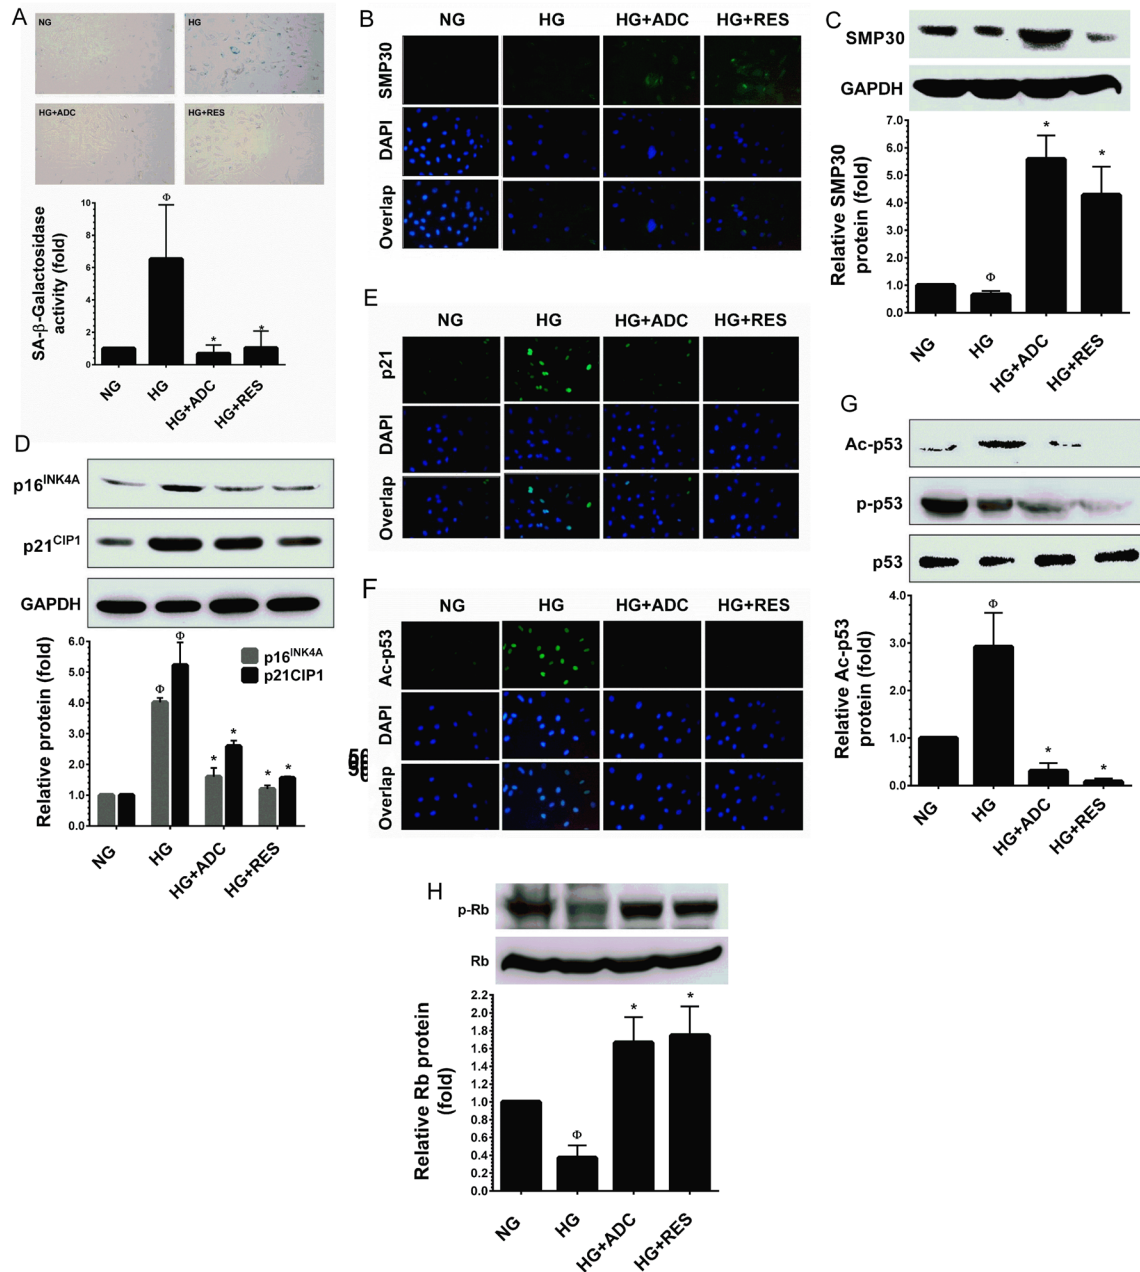 A
NG
HG
HG+ADC
HG+RES
SA-β-Galactosidase
activity (fold)
10
8
6
4
2
0
Φ
*
*
NG
HG
HG+ADC
HG+RES
B
NG
HG
HG+ADC
HG+RES
SMP30
DAPI
Overlap
C
SMP30
GAPDH
Relative SMP30
protein (fold)
7.0
6.0
5.0
4.0
3.0
2.0
1.0
0.0
Φ
*
*
NG
HG
HG+ADC
HG+RES
D
p16INK4A
p21CIP1
GAPDH
Relative protein (fold)
6.0
5.0
4.0
3.0
2.0
1.0
0.0
Φ
Φ
*
*
*
*
p16INK4A
p21CIP1
NG
HG
HG+ADC
HG+RES
E
NG
HG
HG+ADC
HG+RES
p21
DAPI
Overlap
F
NG
HG
HG+ADC
HG+RES
Ac-p53
DAPI
Overlap
G
Ac-p53
p-p53
p53
Relative Ac-p53
protein (fold)
4.0
3.0
2.0
1.0
0.0
Φ
*
*
NG
HG
HG+ADC
HG+RES
H
p-Rb
Rb
Relative Rb protein
(fold)
2.2
2.0
1.8
1.6
1.4
1.2
1.0
0.8
0.6
0.4
0.2
0.0
Φ
*
*
NG
HG
HG+ADC
HG+RES